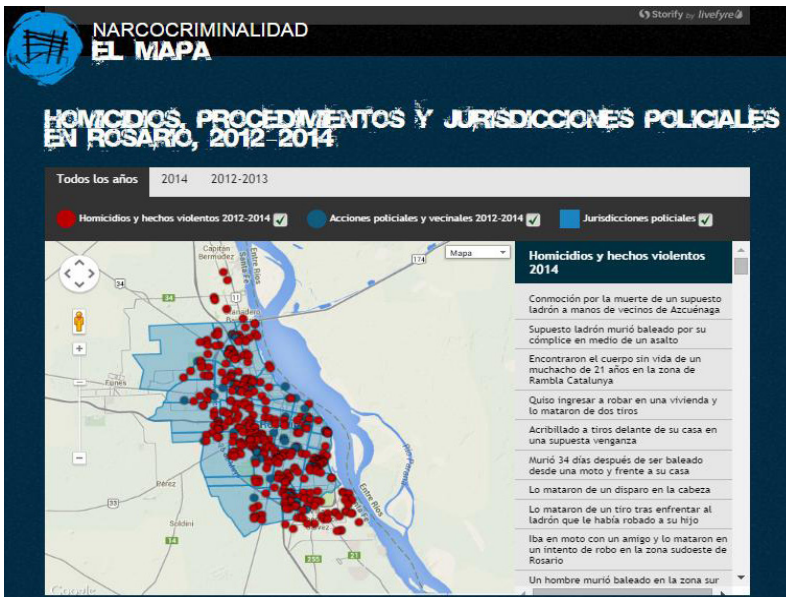 Storify by livefyre
NARCOCRIMINALIDAD
EL MAPA
HOMICIDIOS, PROCEDIMIENTOS Y JURISDICCIONES POLICIALES
EN ROSARIO, 2012-2014
Todos los años 2014 2012-2013
Homicidios y hechos violentos 2012-2014 Acciones policiales y vecinales 2012-2014 Jurisdicciones policiales
Mapa
Capitán
Bermúdez
Entre Ríos
Santa Fe
174
34
34
11
Granadero
Funes
Pérez
33
Soldini
14
255
21
Entre Ríos
Google
Homicidios y hechos violentos
2014
Conmoción por la muerte de un supuesto
ladrón a manos de vecinos de Azcuénaga
Supuesto ladrón murió baleado por su
cómplice en medio de un asalto
Encontraron el cuerpo sin vida de un
muchacho de 21 años en la zona de
Rambla Catalunya
Quiso ingresar a robar en una vivienda y
lo mataron de dos tiros
Acribillado a tiros delante de su casa en
una supuesta venganza
Murió 34 días después de ser baleado
desde una moto y frente a su casa
Lo mataron de un disparo en la cabeza
Lo mataron de un tiro tras enfrentar al
ladrón que le había robado a su hijo
Iba en moto con un amigo y lo mataron en
un intento de robo en la zona sudoeste de
Rosario
Un hombre murió baleado en la zona sur